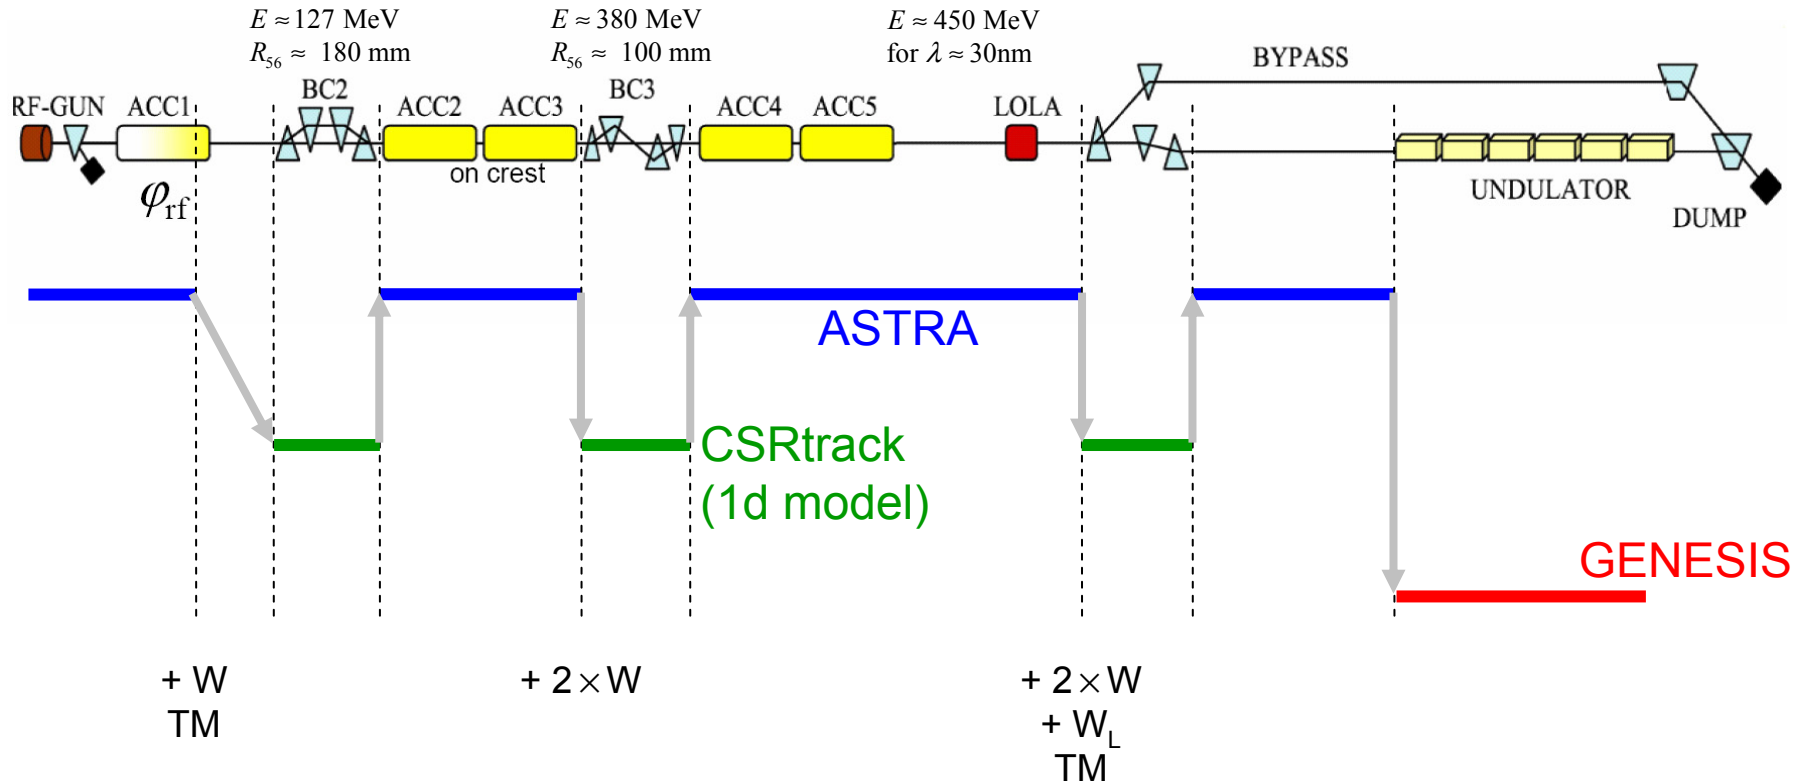 E ≈ 127 MeV
R₅₆ ≈ 180 mm
E ≈ 380 MeV
R₅₆ ≈ 100 mm
E ≈ 450 MeV
for λ ≈ 30nm
RF-GUN
ACC1
BC2
ACC2
ACC3
BC3
ACC4
ACC5
LOLA
BYPASS
on crest
φrf
UNDULATOR
DUMP
ASTRA
CSRtrack
(1d model)
GENESIS
+ W
TM
+ 2 × W
+ 2 × W
+ W_L
TM